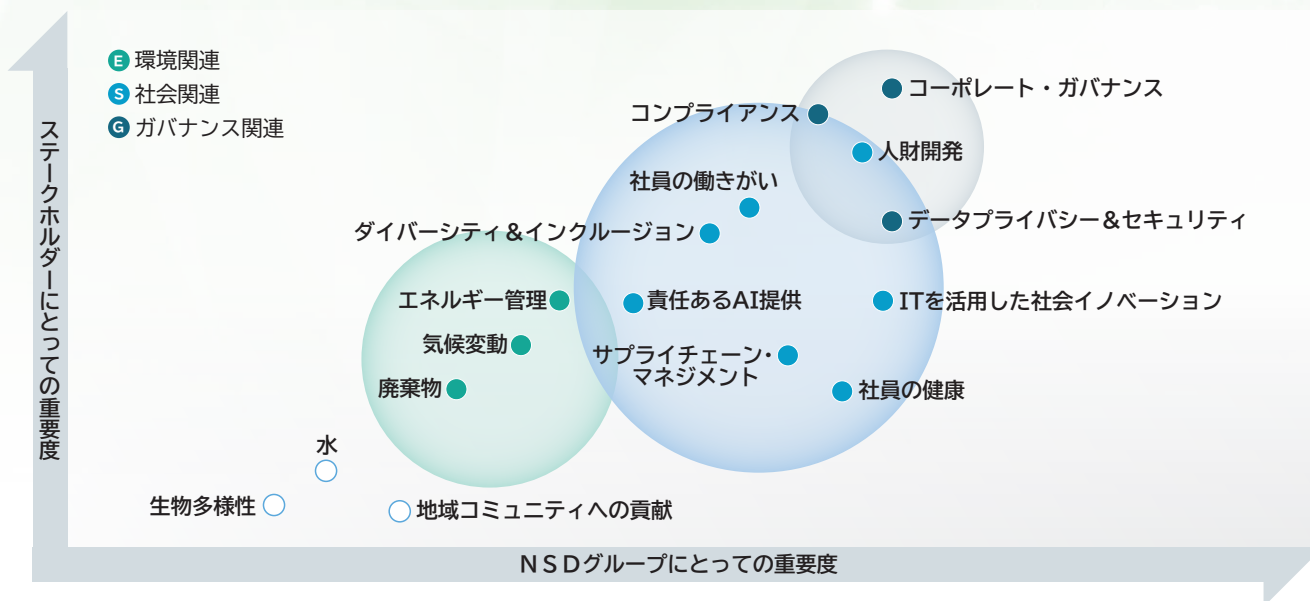 E 環境関連
S 社会関連
G ガバナンス関連
ステークホルダーにとっての重要度
コーポレート・ガバナンス
コンプライアンス
人財開発
社員の働きがい
データプライバシー&セキュリティ
ダイバーシティ&インクルージョン
エネルギー管理
責任あるAI提供
ITを活用した社会イノベーション
気候変動
サプライチェーン・
マネジメント
廃棄物
社員の健康
水
生物多様性
地域コミュニティへの貢献
NSDグループにとっての重要度